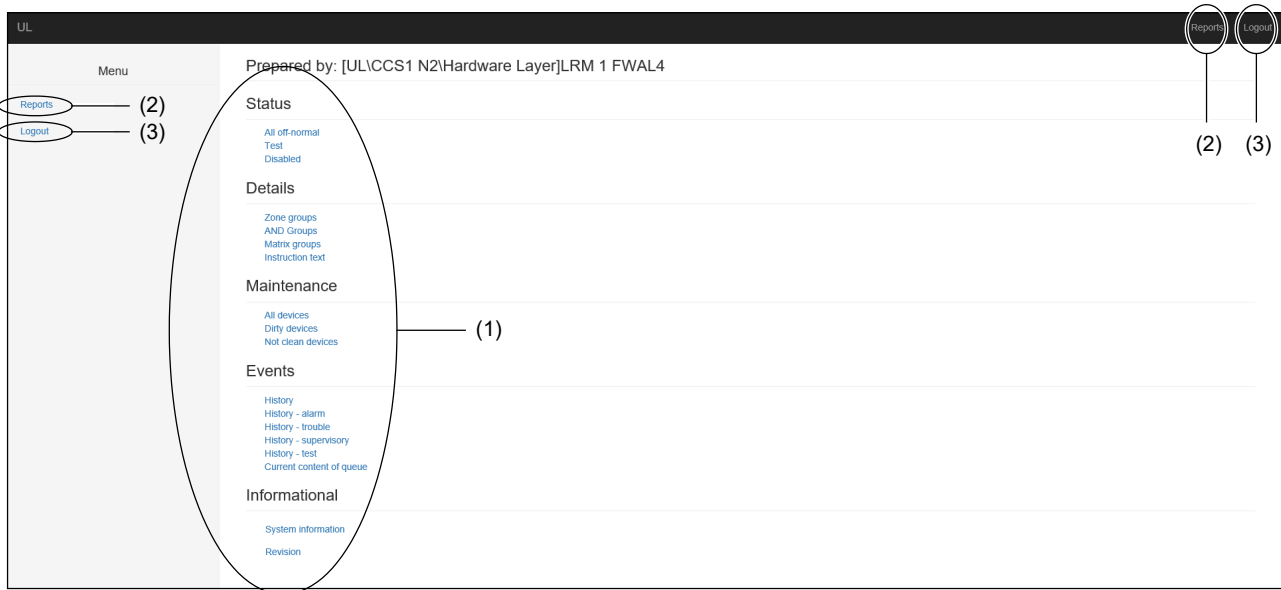 UL
Reports
Logout
Menu
Reports
(2)
Logout
(3)
Prepared by: [UL\CCS1 N2\Hardware Layer]LRM 1 FWAL4
Status
All off-normal
Test
Disabled
Details
Zone groups
AND Groups
Matrix groups
Instruction text
Maintenance
All devices
Dirty devices
Not clean devices
(1)
Events
History
History - alarm
History - trouble
History - supervisory
History - test
Current content of queue
Informational
System information
Revision
(2)
(3)